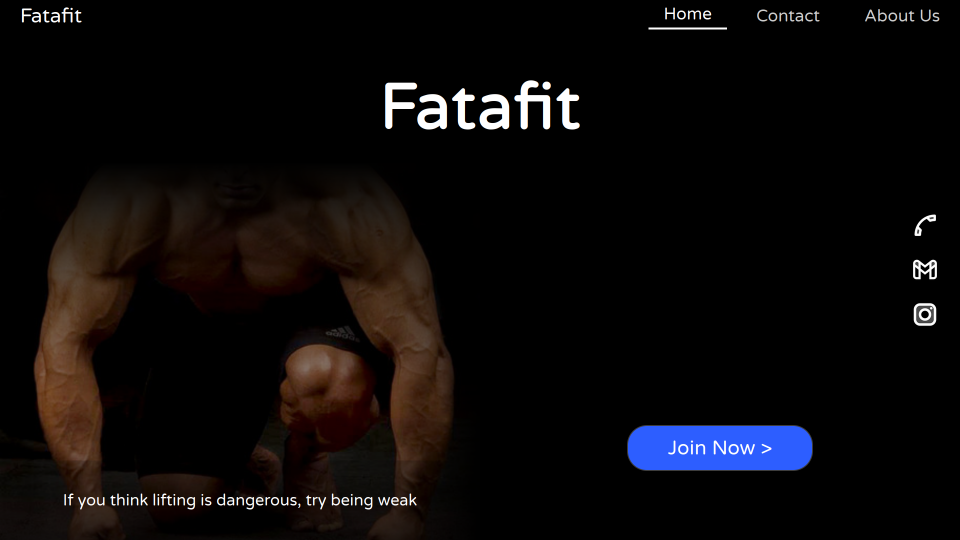 Fatafit
Home
Contact
About Us
Fatafit
Join Now >
If you think lifting is dangerous, try being weak